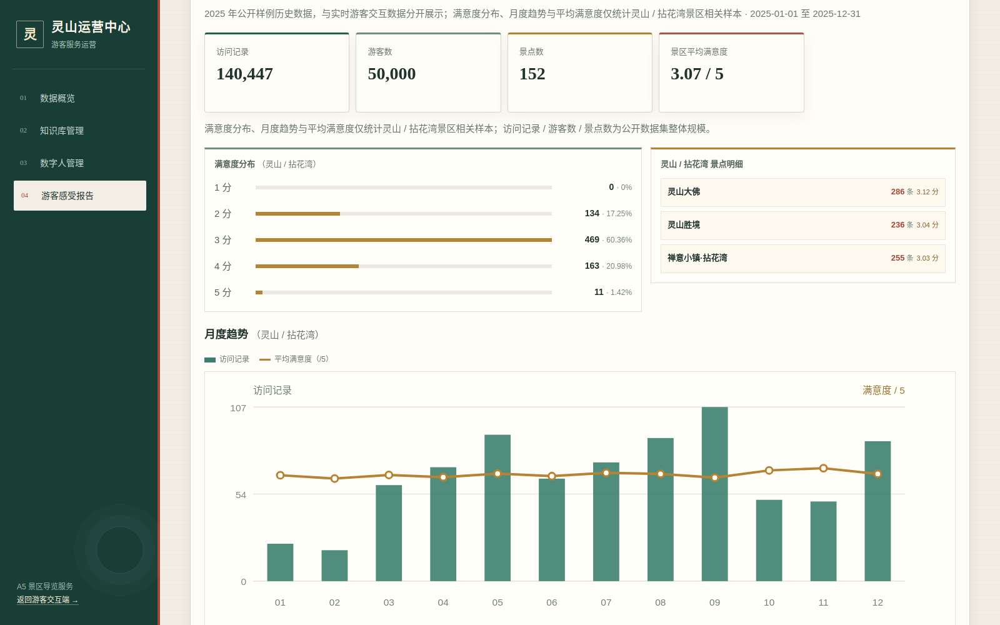 灵
灵山运营中心
游客服务运营
01 数据概览
02 知识库管理
03 数字人管理
04 游客感受报告
A5 景区导览服务
返回游客交互端 →
2025 年公开样例历史数据，与实时游客交互数据分开展示；满意度分布、月度趋势与平均满意度仅统计灵山 / 拈花湾景区相关样本 · 2025-01-01 至 2025-12-31
访问记录
140,447
游客数
50,000
景点数
152
景区平均满意度
3.07 / 5
满意度分布、月度趋势与平均满意度仅统计灵山 / 拈花湾景区相关样本；访问记录 / 游客数 / 景点数为公开数据集整体规模。
满意度分布 （灵山 / 拈花湾）
1 分 0 · 0%
2 分 134 · 17.25%
3 分 469 · 60.36%
4 分 163 · 20.98%
5 分 11 · 1.42%
灵山 / 拈花湾 景点明细
灵山大佛 286 条 3.12 分
灵山胜境 236 条 3.04 分
禅意小镇·拈花湾 255 条 3.03 分
月度趋势 （灵山 / 拈花湾）
访问记录 平均满意度（/5）
访问记录 满意度 / 5
107
54
0
01 02 03 04 05 06 07 08 09 10 11 12